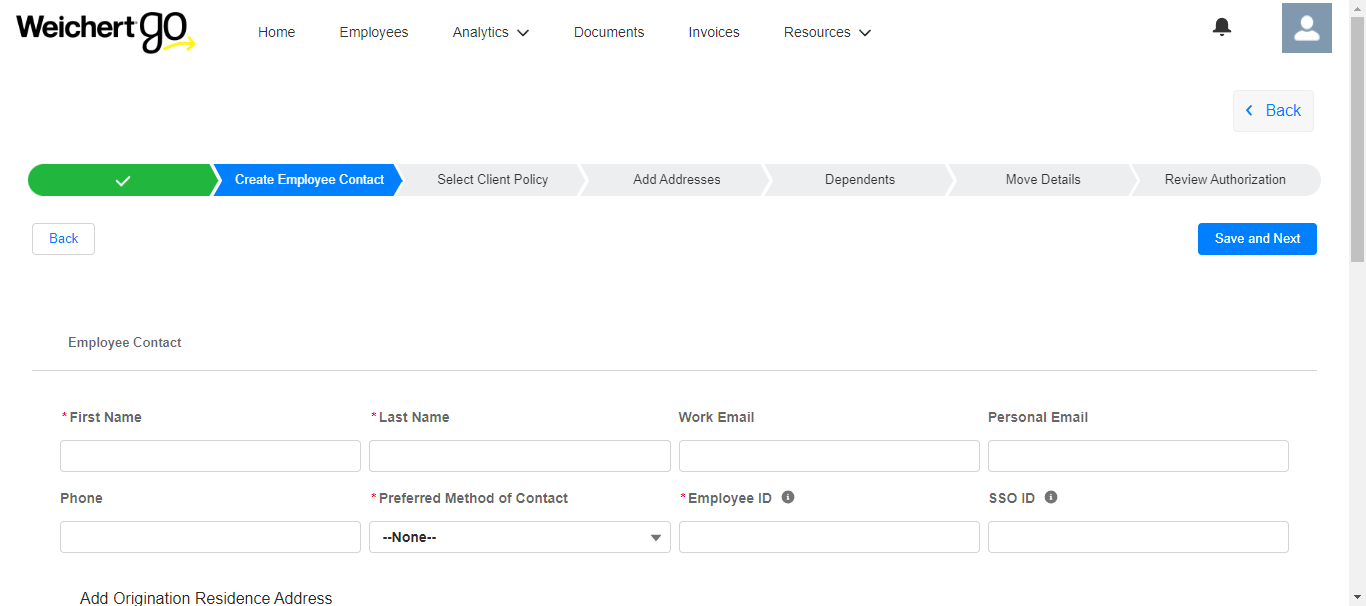 Weichert go
Home Employees Analytics Documents Invoices Resources
Back
Create Employee Contact Select Client Policy Add Addresses Dependents Move Details Review Authorization
Back Save and Next
Employee Contact
*First Name *Last Name Work Email Personal Email
Phone *Preferred Method of Contact *Employee ID SSO ID
--None--
Add Origination Residence Address